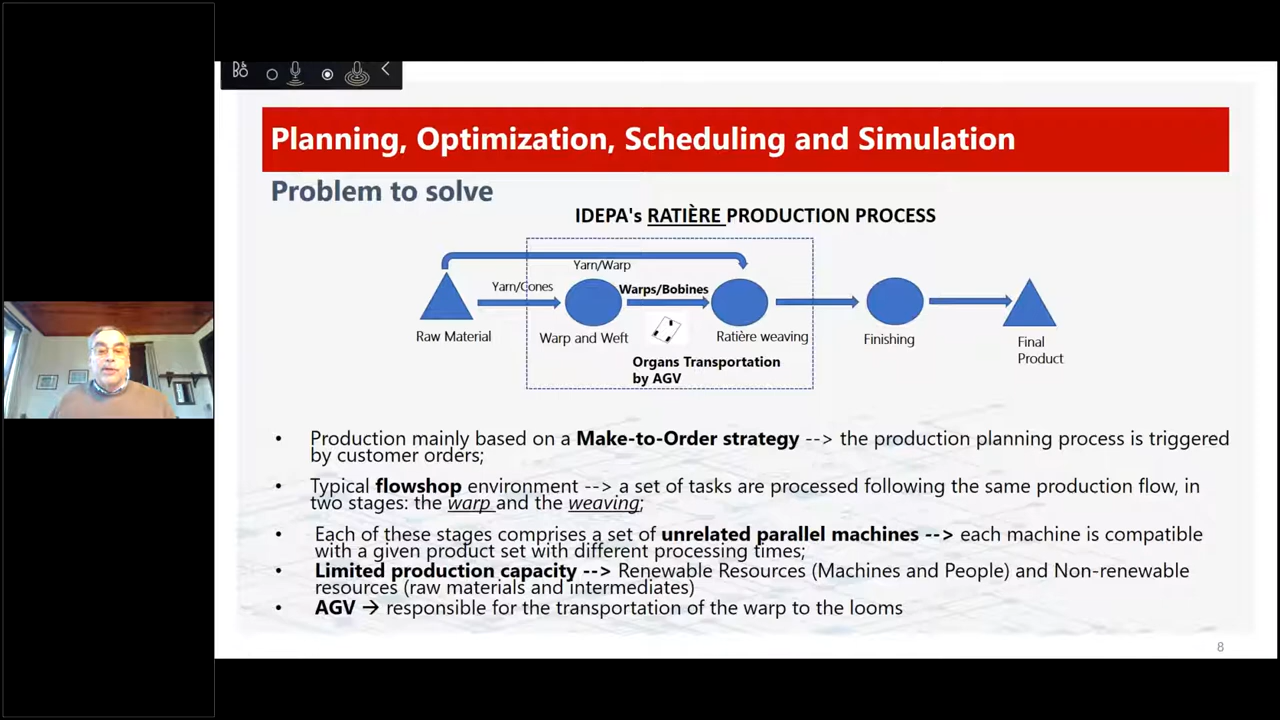 B&O
Planning, Optimization, Scheduling and Simulation
Problem to solve
IDEPA's RATIÈRE PRODUCTION PROCESS
Yarn/Warp
Yarn/Cones
Warps/Bobines
Raw Material
Warp and Weft
Ratière weaving
Finishing
Final
Product
Organs Transportation
by AGV
• Production mainly based on a Make-to-Order strategy --> the production planning process is triggered
by customer orders;
• Typical flowshop environment --> a set of tasks are processed following the same production flow, in
two stages: the warp and the weaving;
• Each of these stages comprises a set of unrelated parallel machines --> each machine is compatible
with a given product set with different processing times;
• Limited production capacity --> Renewable Resources (Machines and People) and Non-renewable
resources (raw materials and intermediates)
• AGV → responsible for the transportation of the warp to the looms
8